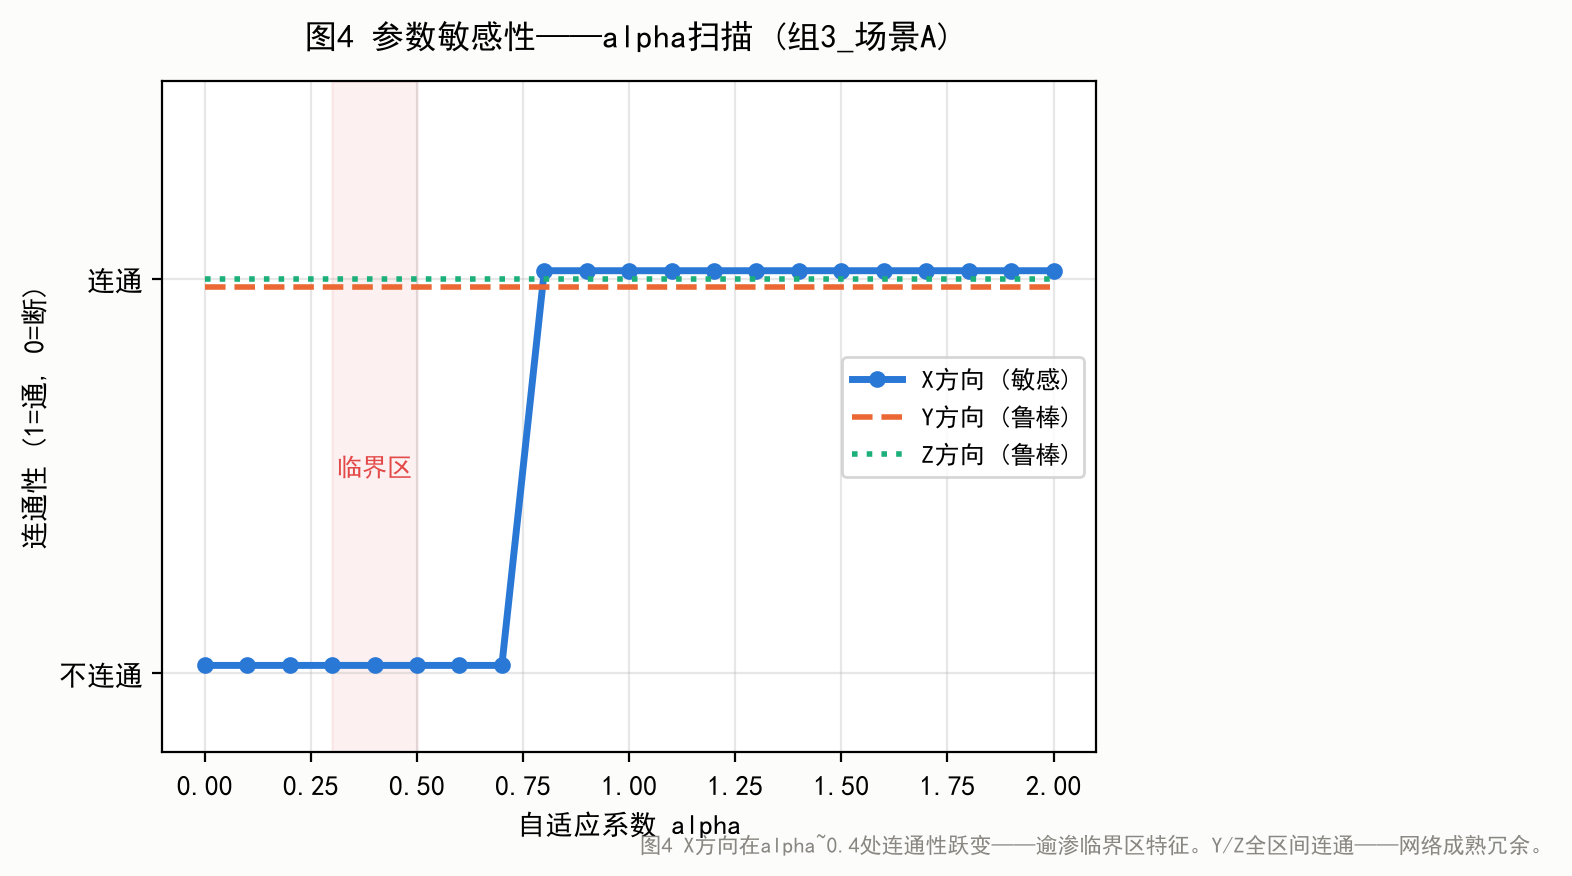 图4 参数敏感性——alpha扫描 (组3_场景A)
连通性 (1=通, 0=断)
连通
不连通
临界区
X方向 (敏感)
Y方向 (鲁棒)
Z方向 (鲁棒)
0.00 0.25 0.50 0.75 1.00 1.25 1.50 1.75 2.00
自适应系数 alpha
图4 X方向在alpha~0.4处连通性跃变——逾渗临界区特征。Y/Z全区间连通——网络成熟冗余。